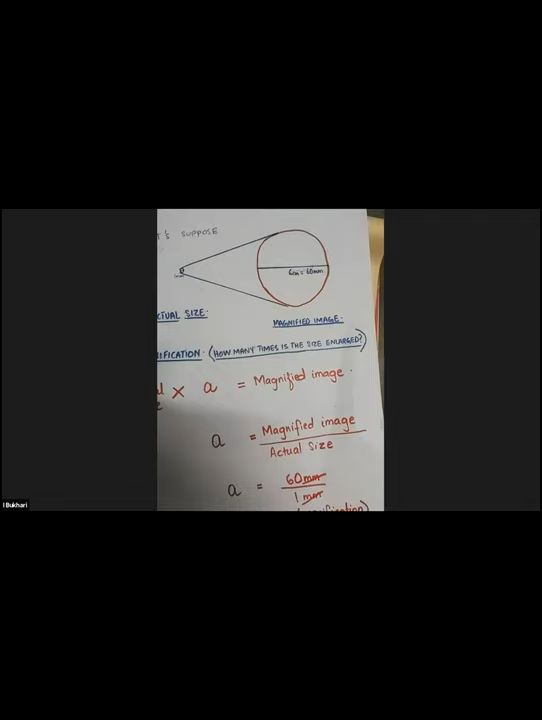 T'S SUPPOSE
6cm = 60mm
CTUAL SIZE.
MAGNIFIED IMAGE.
IFICATION. (HOW MANY TIMES IS THE SIZE ENLARGED?)
× a = Magnified image.
a = Magnified image
Actual Size
a = 60mm
1mm
I Bukhari